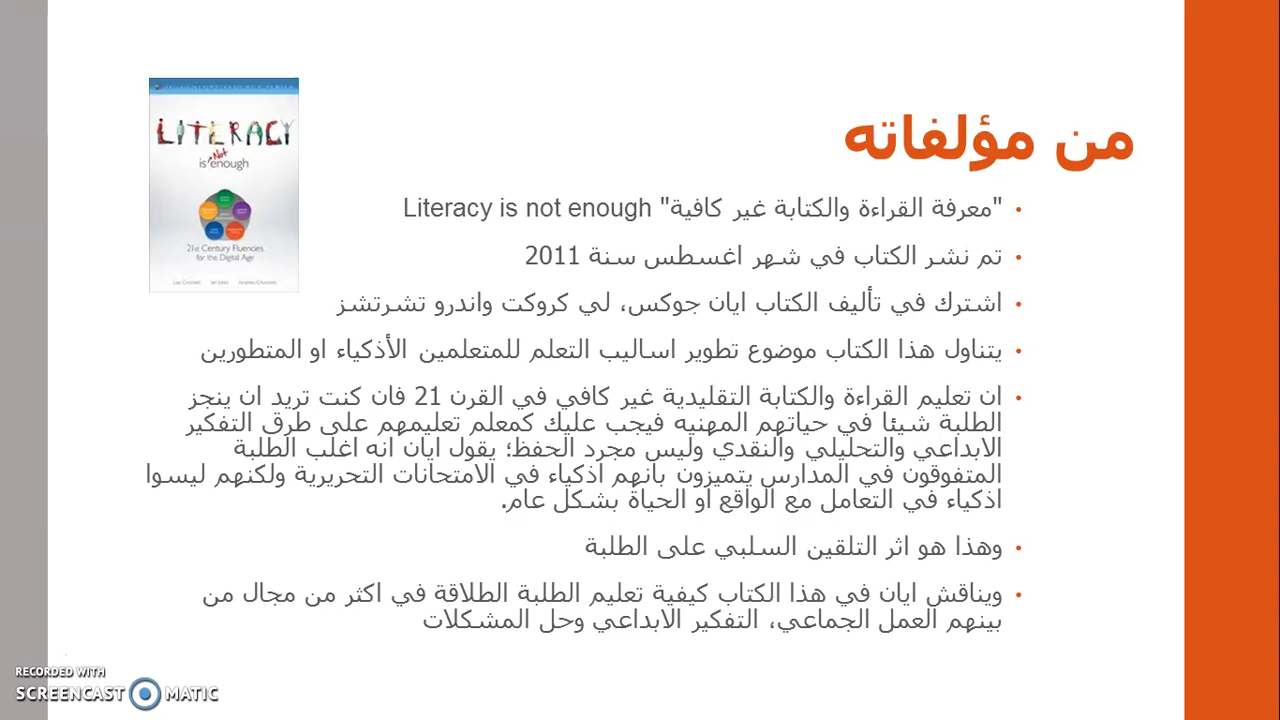 من مؤلفاته
"معرفة القراءة والكتابة غير كافية" Literacy is not enough
تم نشر الكتاب في شهر اغسطس سنة 2011
اشترك في تأليف الكتاب ايان جوكس، لي كروكت واندرو تشرتشز
يتناول هذا الكتاب موضوع تطوير اساليب التعلم للمتعلمين الأذكياء او المتطورين
ان تعليم القراءة والكتابة التقليدية غير كافي في القرن 21 فان كنت تريد ان ينجز
الطلبة شيئا في حياتهم المهنيه فيجب عليك كمعلم تعليمهم على طرق التفكير
الابداعي والتحليلي والنقدي وليس مجرد الحفظ؛ يقول ايان انه اغلب الطلبة
المتفوقون في المدارس يتميزون بأنهم اذكياء في الامتحانات التحريرية ولكنهم ليسوا
اذكياء في التعامل مع الواقع او الحياة بشكل عام.
وهذا هو اثر التلقين السلبي على الطلبة
ويناقش ايان في هذا الكتاب كيفية تعليم الطلبة الطلاقة في اكثر من مجال من
بينهم العمل الجماعي، التفكير الابداعي وحل المشكلات
LITERACY
is Not enough
21st Century Fluencies
for the Digital Age
RECORDED WITH
SCREENCAST MATIC